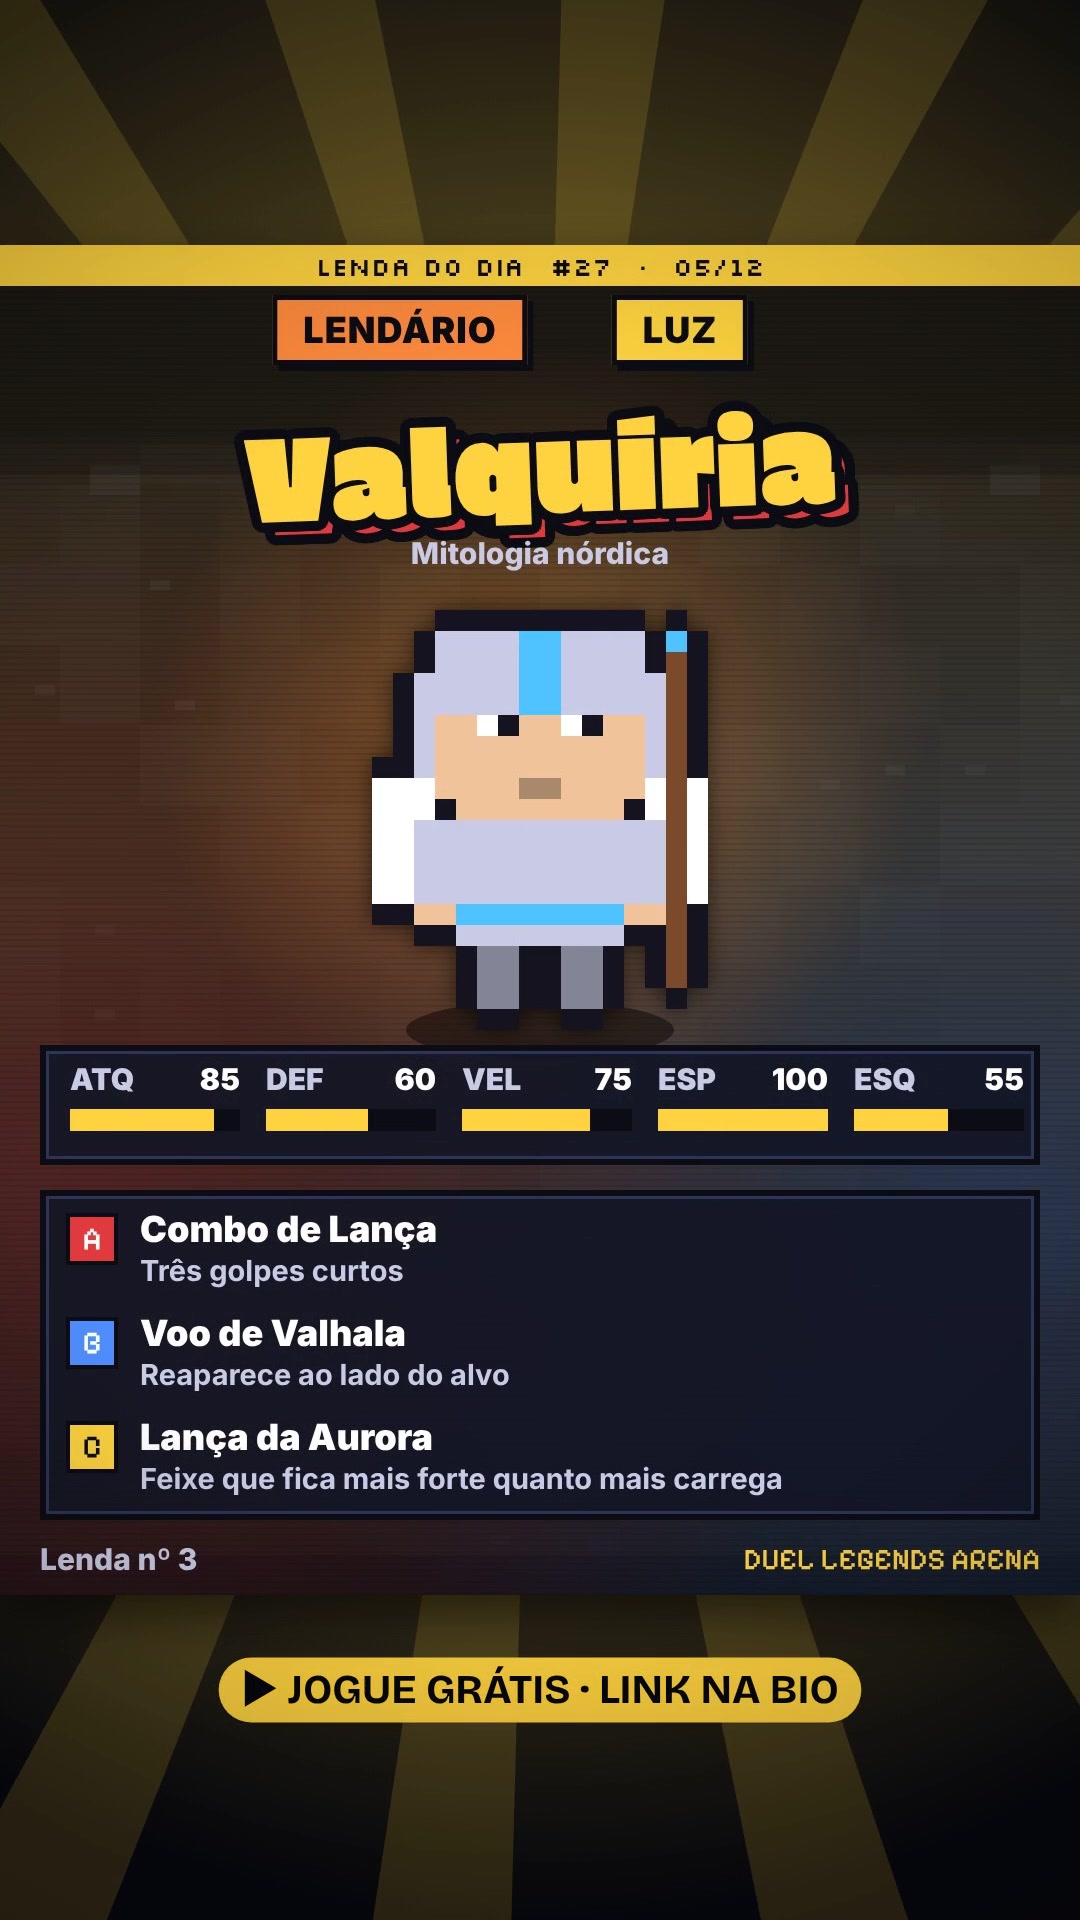 LENDA DO DIA #27 · 05/12
LENDÁRIO LUZ
Valquíria
Mitologia nórdica
ATQ 85 DEF 60 VEL 75 ESP 100 ESQ 55
A Combo de Lança
Três golpes curtos
B Voo de Valhala
Reaparece ao lado do alvo
C Lança da Aurora
Feixe que fica mais forte quanto mais carrega
Lenda nº 3 DUEL LEGENDS ARENA
▶ JOGUE GRÁTIS · LINK NA BIO